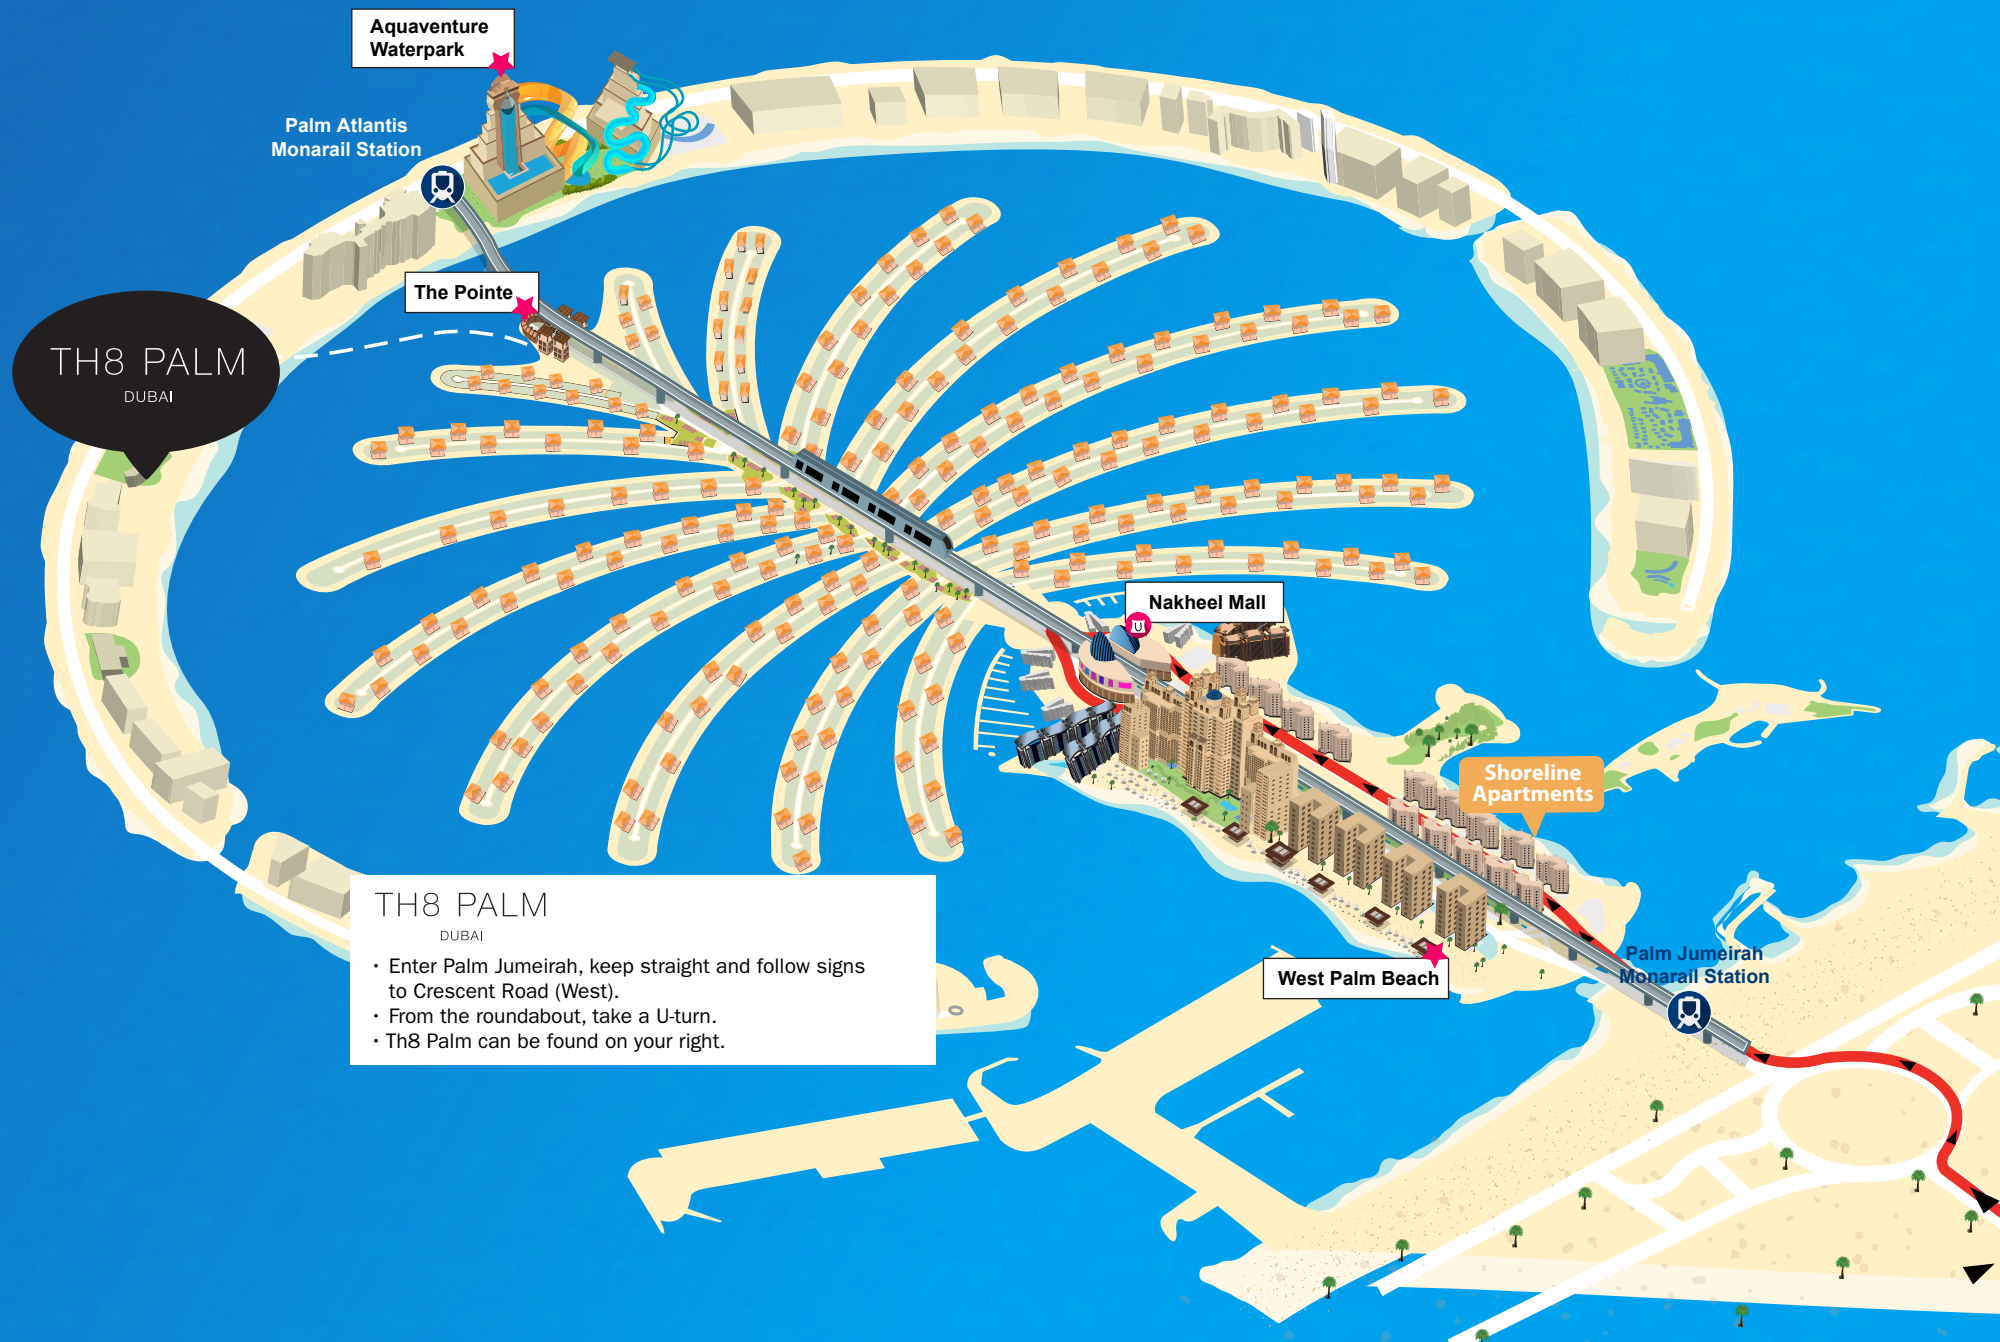 Aquaventure
Waterpark
Palm Atlantis
Monarail Station
The Pointe
TH8 PALM
DUBAI
Nakheel Mall
U
Shoreline
Apartments
TH8 PALM
DUBAI
· Enter Palm Jumeirah, keep straight and follow signs
to Crescent Road (West).
· From the roundabout, take a U-turn.
· Th8 Palm can be found on your right.
West Palm Beach
Palm Jumeirah
Monarail Station